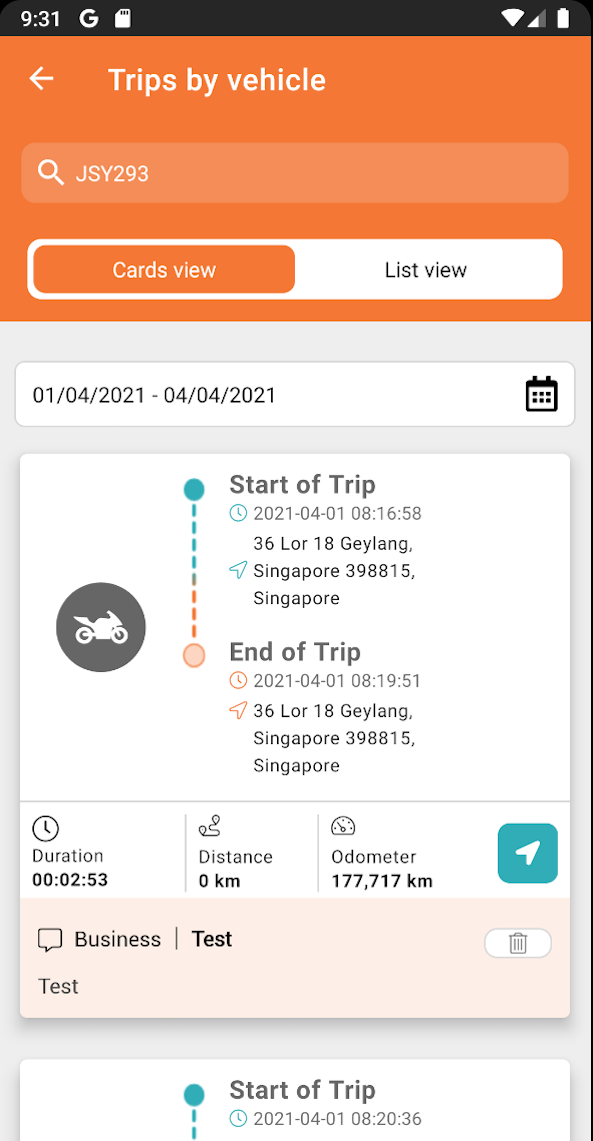 9:31 G
Trips by vehicle
JSY293
Cards view List view
01/04/2021 - 04/04/2021
Start of Trip
2021-04-01 08:16:58
36 Lor 18 Geylang,
Singapore 398815,
Singapore
End of Trip
2021-04-01 08:19:51
36 Lor 18 Geylang,
Singapore 398815,
Singapore
Duration Distance Odometer
00:02:53 0 km 177,717 km
Business | Test
Test
Start of Trip
2021-04-01 08:20:36